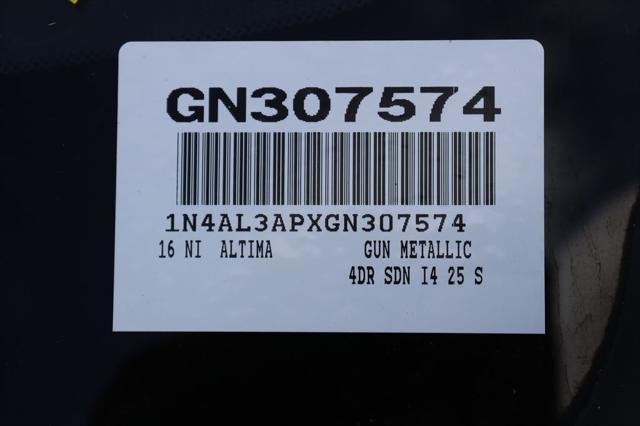 GN307574
1N4AL3APXGN307574
16 NI ALTIMA GUN METALLIC
4DR SDN I4 25 S